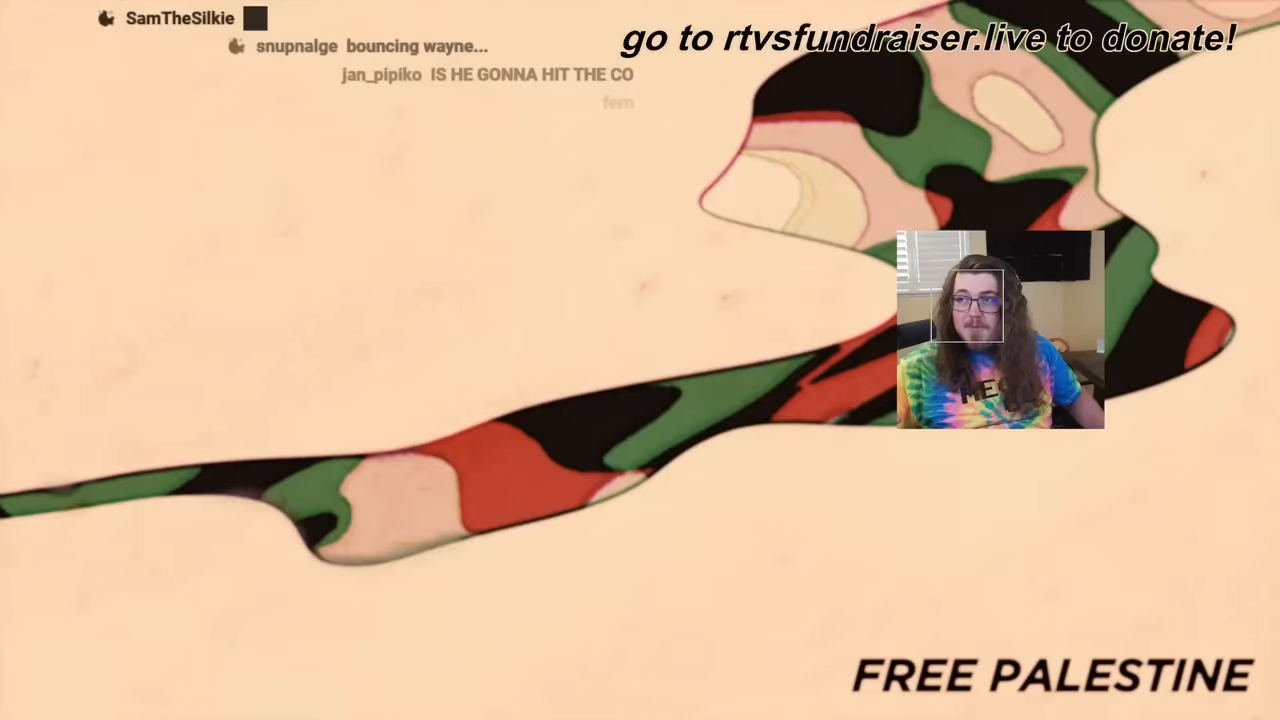 SamTheSilkie
go to rtvsfundraiser.live to donate!
snupnalge bouncing wayne...
jan_pipiko IS HE GONNA HIT THE CO
fern
FREE PALESTINE